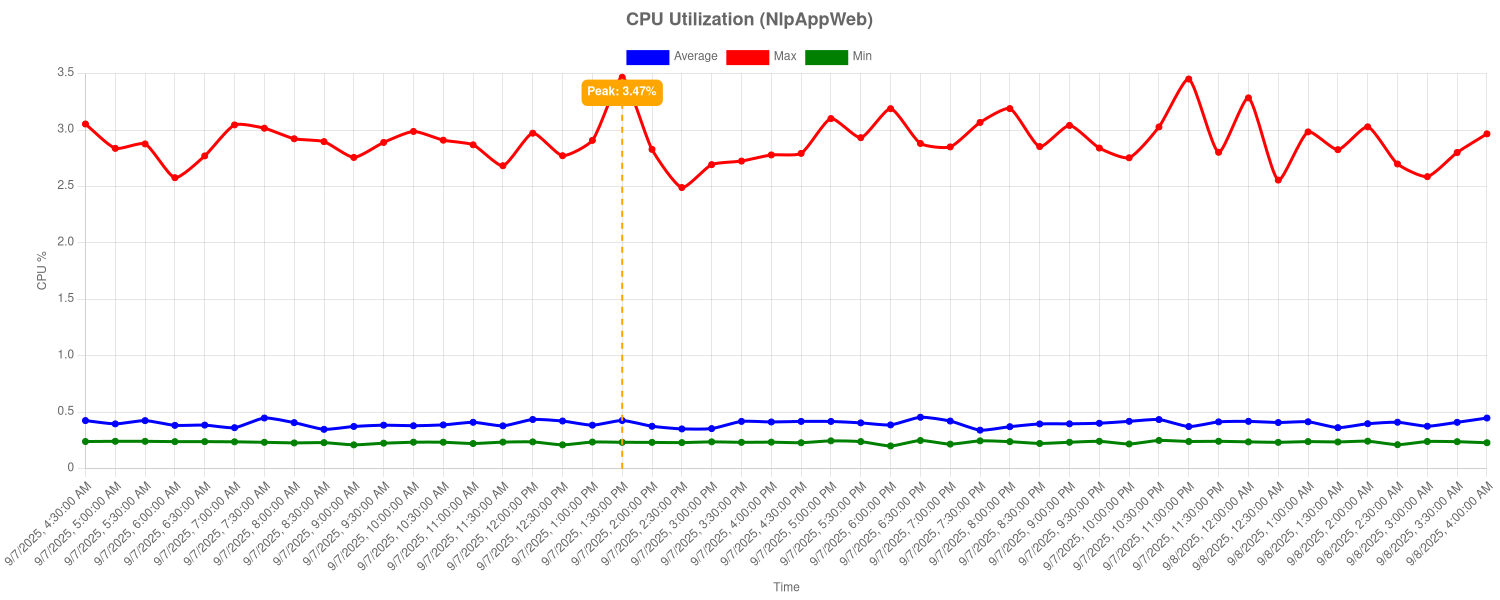 CPU Utilization (NlpAppWeb)
Average Max Min
3.5
Peak: 3.47%
3.0
2.5
2.0
CPU %
1.5
1.0
0.5
0
9/7/2025, 4:30:00 AM
9/7/2025, 5:00:00 AM
9/7/2025, 5:30:00 AM
9/7/2025, 6:00:00 AM
9/7/2025, 6:30:00 AM
9/7/2025, 7:00:00 AM
9/7/2025, 7:30:00 AM
9/7/2025, 8:00:00 AM
9/7/2025, 8:30:00 AM
9/7/2025, 9:00:00 AM
9/7/2025, 9:30:00 AM
9/7/2025, 10:00:00 AM
9/7/2025, 10:30:00 AM
9/7/2025, 11:00:00 AM
9/7/2025, 11:30:00 AM
9/7/2025, 12:00:00 PM
9/7/2025, 12:30:00 PM
9/7/2025, 1:00:00 PM
9/7/2025, 1:30:00 PM
9/7/2025, 2:00:00 PM
9/7/2025, 2:30:00 PM
9/7/2025, 3:00:00 PM
9/7/2025, 3:30:00 PM
9/7/2025, 4:00:00 PM
9/7/2025, 4:30:00 PM
9/7/2025, 5:00:00 PM
9/7/2025, 5:30:00 PM
9/7/2025, 6:00:00 PM
9/7/2025, 6:30:00 PM
9/7/2025, 7:00:00 PM
9/7/2025, 7:30:00 PM
9/7/2025, 8:00:00 PM
9/7/2025, 8:30:00 PM
9/7/2025, 9:00:00 PM
9/7/2025, 9:30:00 PM
9/7/2025, 10:00:00 PM
9/7/2025, 10:30:00 PM
9/7/2025, 11:00:00 PM
9/7/2025, 11:30:00 PM
9/8/2025, 12:00:00 AM
9/8/2025, 12:30:00 AM
9/8/2025, 1:00:00 AM
9/8/2025, 1:30:00 AM
9/8/2025, 2:00:00 AM
9/8/2025, 2:30:00 AM
9/8/2025, 3:00:00 AM
9/8/2025, 3:30:00 AM
9/8/2025, 4:00:00 AM
Time